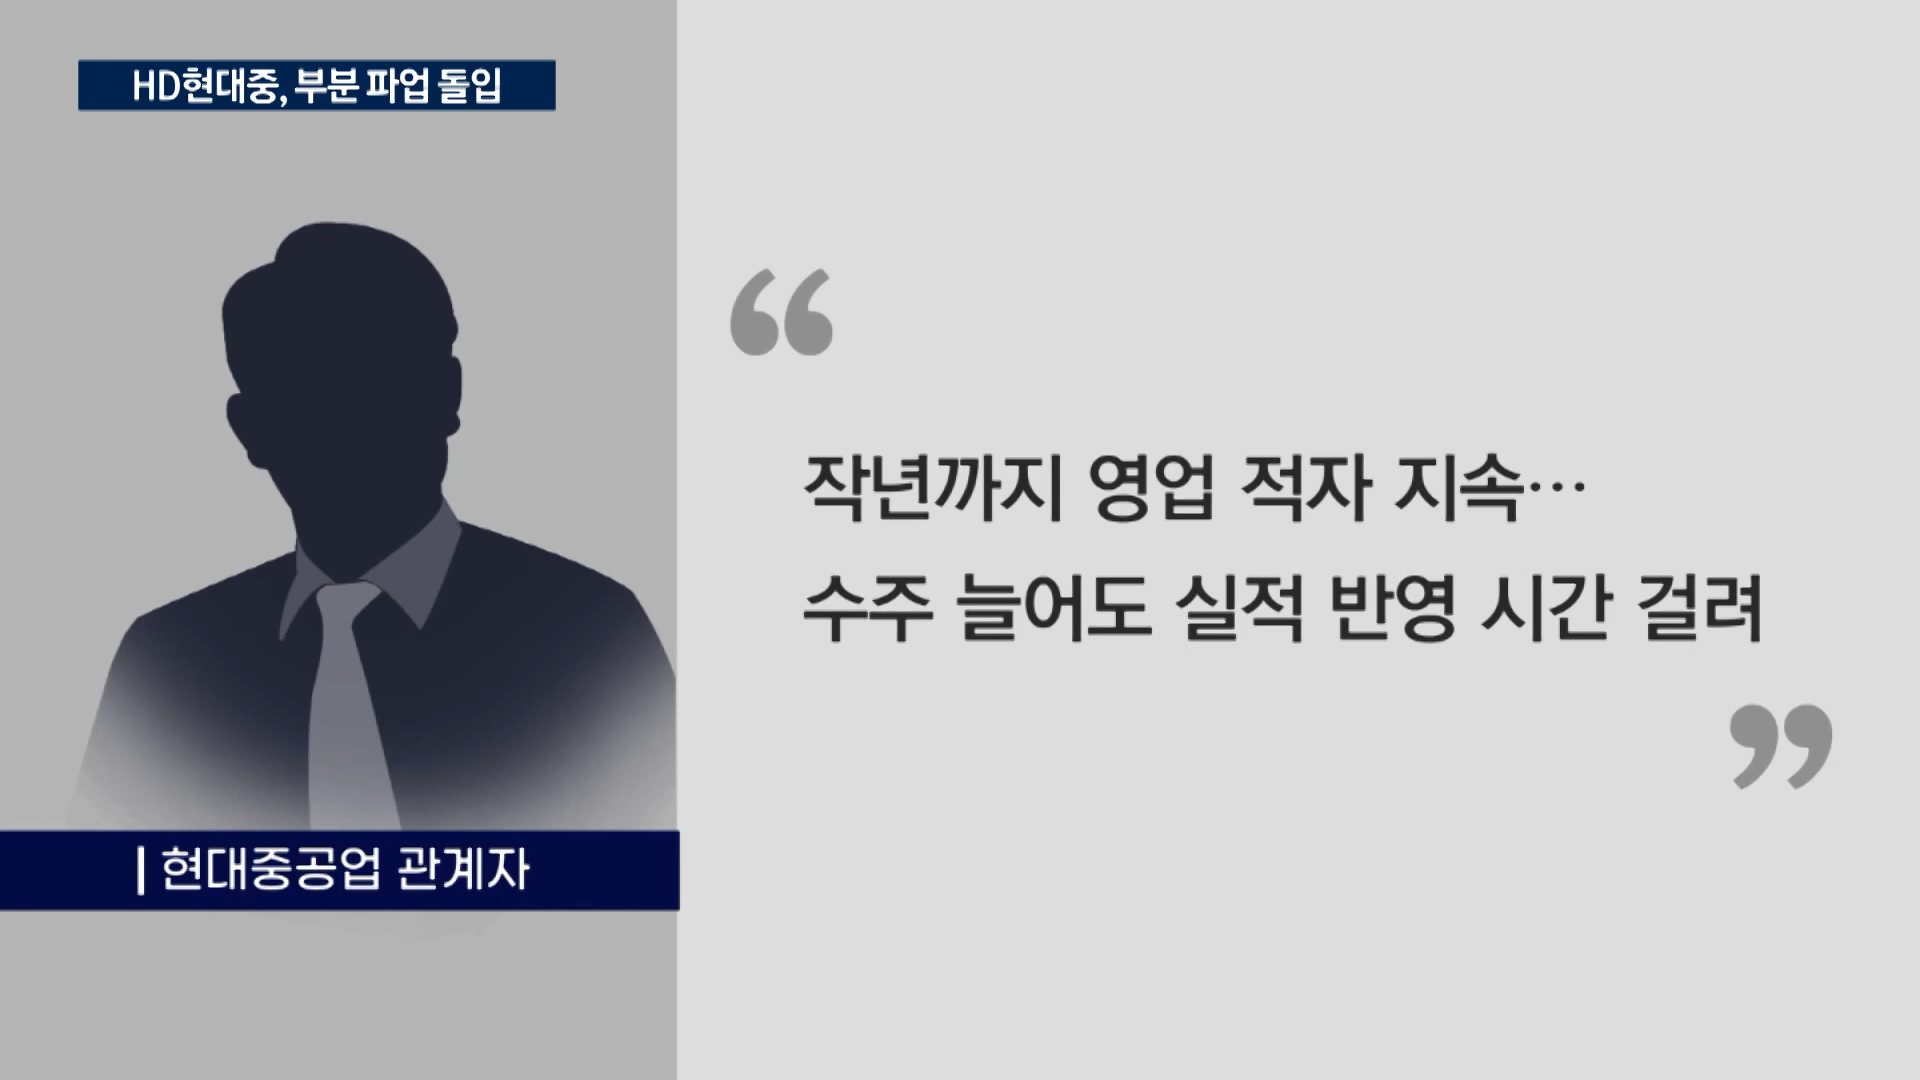 HD현대중, 부분 파업 돌입
“
작년까지 영업 적자 지속…
수주 늘어도 실적 반영 시간 걸려
”
| 현대중공업 관계자